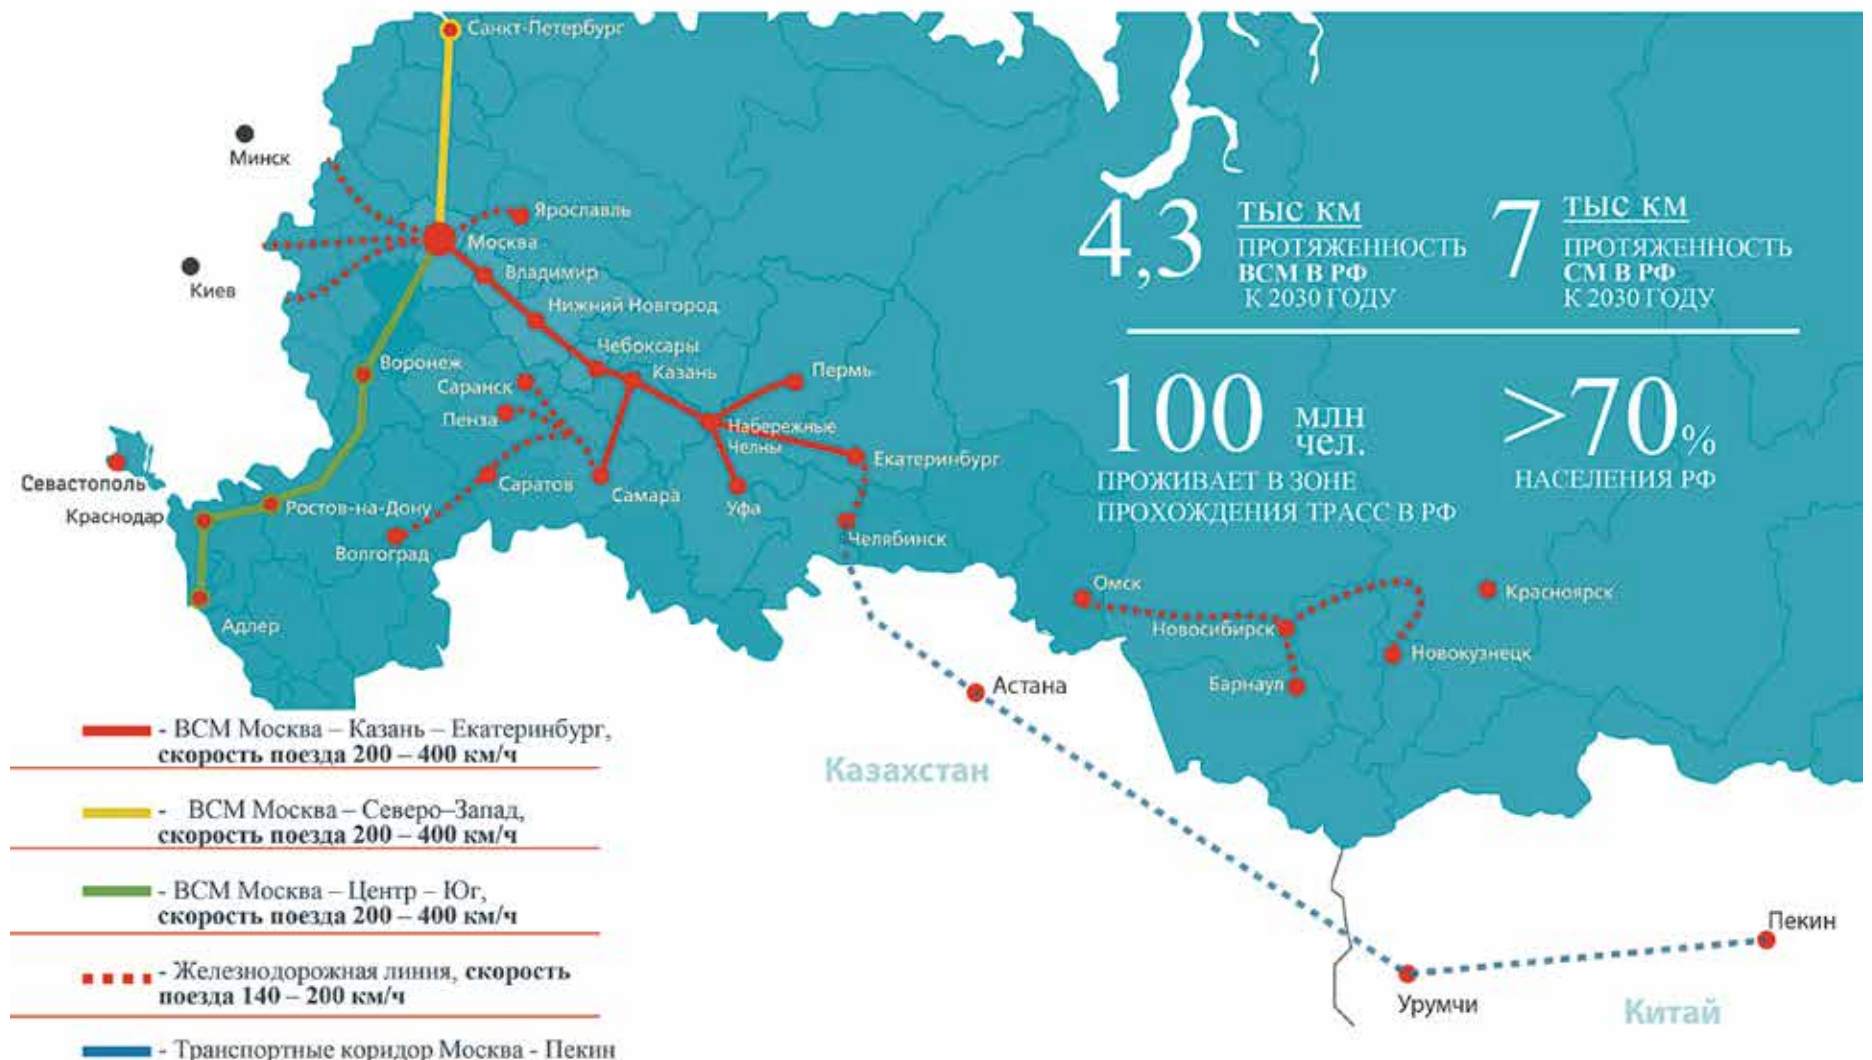 Санкт-Петербург
Минск
Ярославль
Москва
Киев
Владимир
Нижний Новгород
Чебоксары
Воронеж
Казань
Пермь
Саранск
Пенза
Набережные
Челны
Екатеринбург
Севастополь
Саратов
Самара
Уфа
Краснодар
Ростов-на-Дону
Волгоград
Челябинск
Адлер
Омск
Красноярск
Новосибирск
Новокузнецк
Барнаул
Астана
Казахстан
Пекин
Урумчи
Китай
4,3 ТЫС КМ
ПРОТЯЖЕННОСТЬ
ВСМ В РФ
К 2030 ГОДУ
7 ТЫС КМ
ПРОТЯЖЕННОСТЬ
СМ В РФ
К 2030 ГОДУ
100 МЛН
чел.
ПРОЖИВАЕТ В ЗОНЕ
ПРОХОЖДЕНИЯ ТРАСС В РФ
>70%
НАСЕЛЕНИЯ РФ
- ВСМ Москва – Казань – Екатеринбург,
скорость поезда 200 – 400 км/ч
- ВСМ Москва – Северо–Запад,
скорость поезда 200 – 400 км/ч
- ВСМ Москва – Центр – Юг,
скорость поезда 200 – 400 км/ч
- Железнодорожная линия, скорость
поезда 140 – 200 км/ч
- Транспортные коридор Москва - Пекин